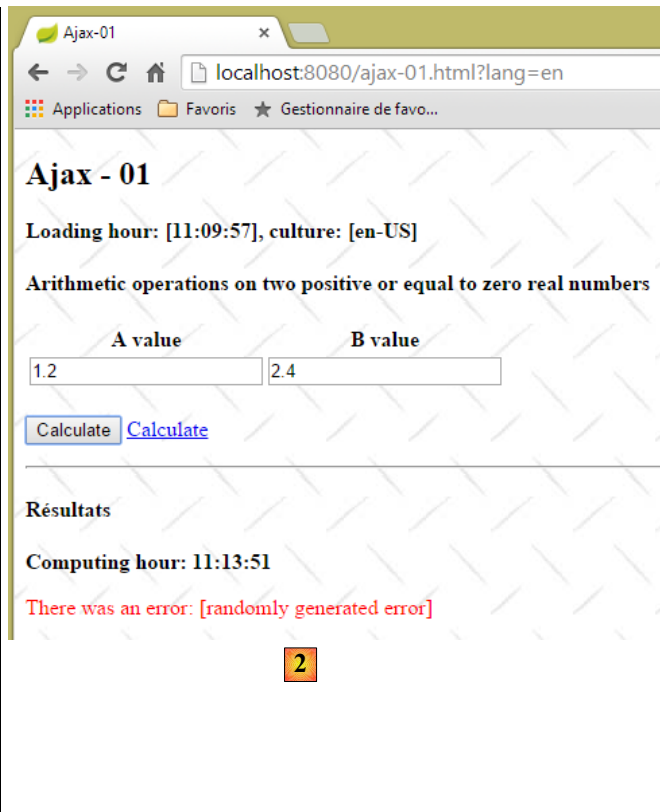 Ajax-01
localhost:8080/ajax-01.html?lang=en
Applications Favoris Gestionnaire de favo...
Ajax - 01
Loading hour: [11:09:57], culture: [en-US]
Arithmetic operations on two positive or equal to zero real numbers
A value B value
1.2 2.4
Calculate Calculate
Résultats
Computing hour: 11:13:51
There was an error: [randomly generated error]
2